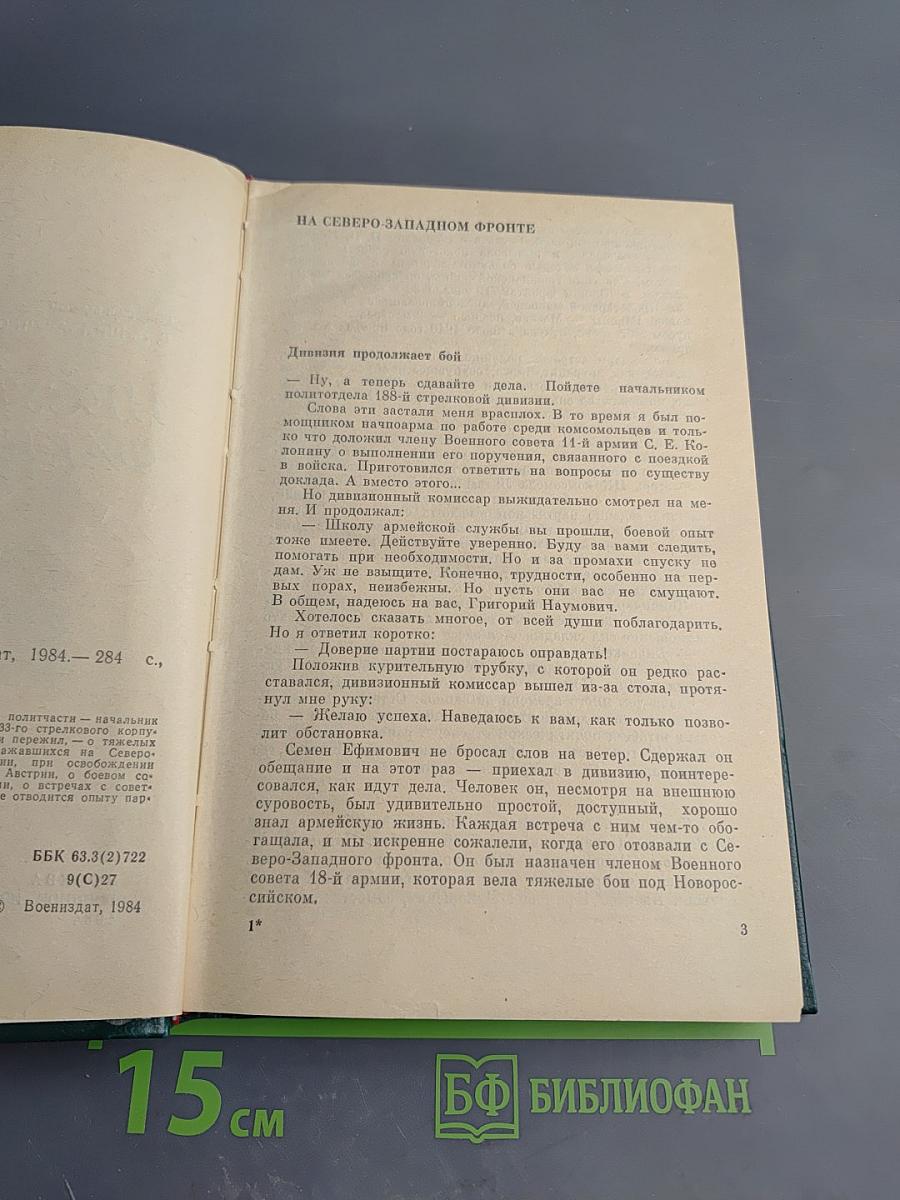 ат, 1984.— 284 с.,
политчасти — начальник
33-го стрелкового корпу-
и пережил, — о тяжелых
ажавшихся на Северо-
ии, при освобождении
Австрии, о боевом со-
ии, о встречах с совет-
е отводится опыту пар-
ББК 63.3(2)722
9(С)27
© Воениздат, 1984
НА СЕВЕРО-ЗАПАДНОМ ФРОНТЕ
Дивизия продолжает бой
— Ну, а теперь сдавайте дела. Пойдете начальником
политотдела 188-й стрелковой дивизии.
Слова эти застали меня врасплох. В то время я был по-
мощником начпоарма по работе среди комсомольцев и толь-
ко что доложил члену Военного совета 11-й армии С. Е. Ко-
лонину о выполнении его поручения, связанного с поездкой
в войска. Приготовился ответить на вопросы по существу
доклада. А вместо этого...
Но дивизионный комиссар выжидательно смотрел на ме-
ня. И продолжал:
— Школу армейской службы вы прошли, боевой опыт
тоже имеете. Действуйте уверенно. Буду за вами следить,
помогать при необходимости. Но и за промахи спуску не
дам. Уж не взыщите. Конечно, трудности, особенно на пер-
вых порах, неизбежны. Но пусть они вас не смущают.
В общем, надеюсь на вас, Григорий Наумович.
Хотелось сказать многое, от всей души поблагодарить.
Но я ответил коротко:
— Доверие партии постараюсь оправдать!
Положив курительную трубку, с которой он редко рас-
ставался, дивизионный комиссар вышел из-за стола, протя-
нул мне руку:
— Желаю успеха. Наведаюсь к вам, как только позво-
лит обстановка.
Семен Ефимович не бросал слов на ветер. Сдержал он
обещание и на этот раз — приехал в дивизию, поинтере-
совался, как идут дела. Человек он, несмотря на внешнюю
суровость, был удивительно простой, доступный, хорошо
знал армейскую жизнь. Каждая встреча с ним чем-то обо-
гащала, и мы искренне сожалели, когда его отозвали с Се-
веро-Западного фронта. Он был назначен членом Военного
совета 18-й армии, которая вела тяжелые бои под Новорос-
сийском.
1*
3
15 см
БФ БИБЛИОФАН